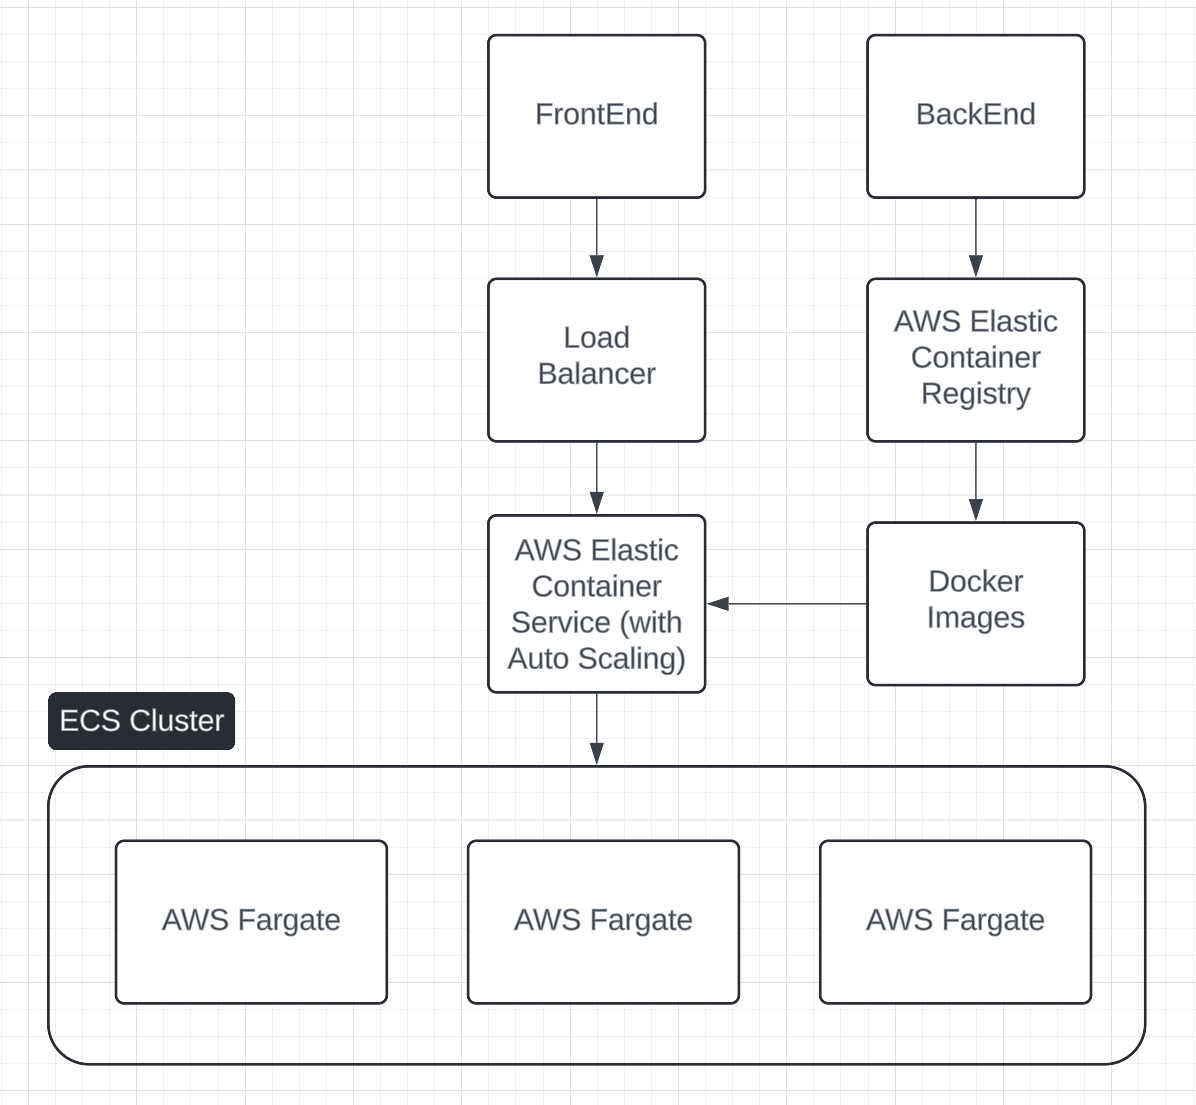 FrontEnd
BackEnd
Load
Balancer
AWS Elastic
Container
Registry
AWS Elastic
Container
Service (with
Auto Scaling)
Docker
Images
ECS Cluster
AWS Fargate
AWS Fargate
AWS Fargate